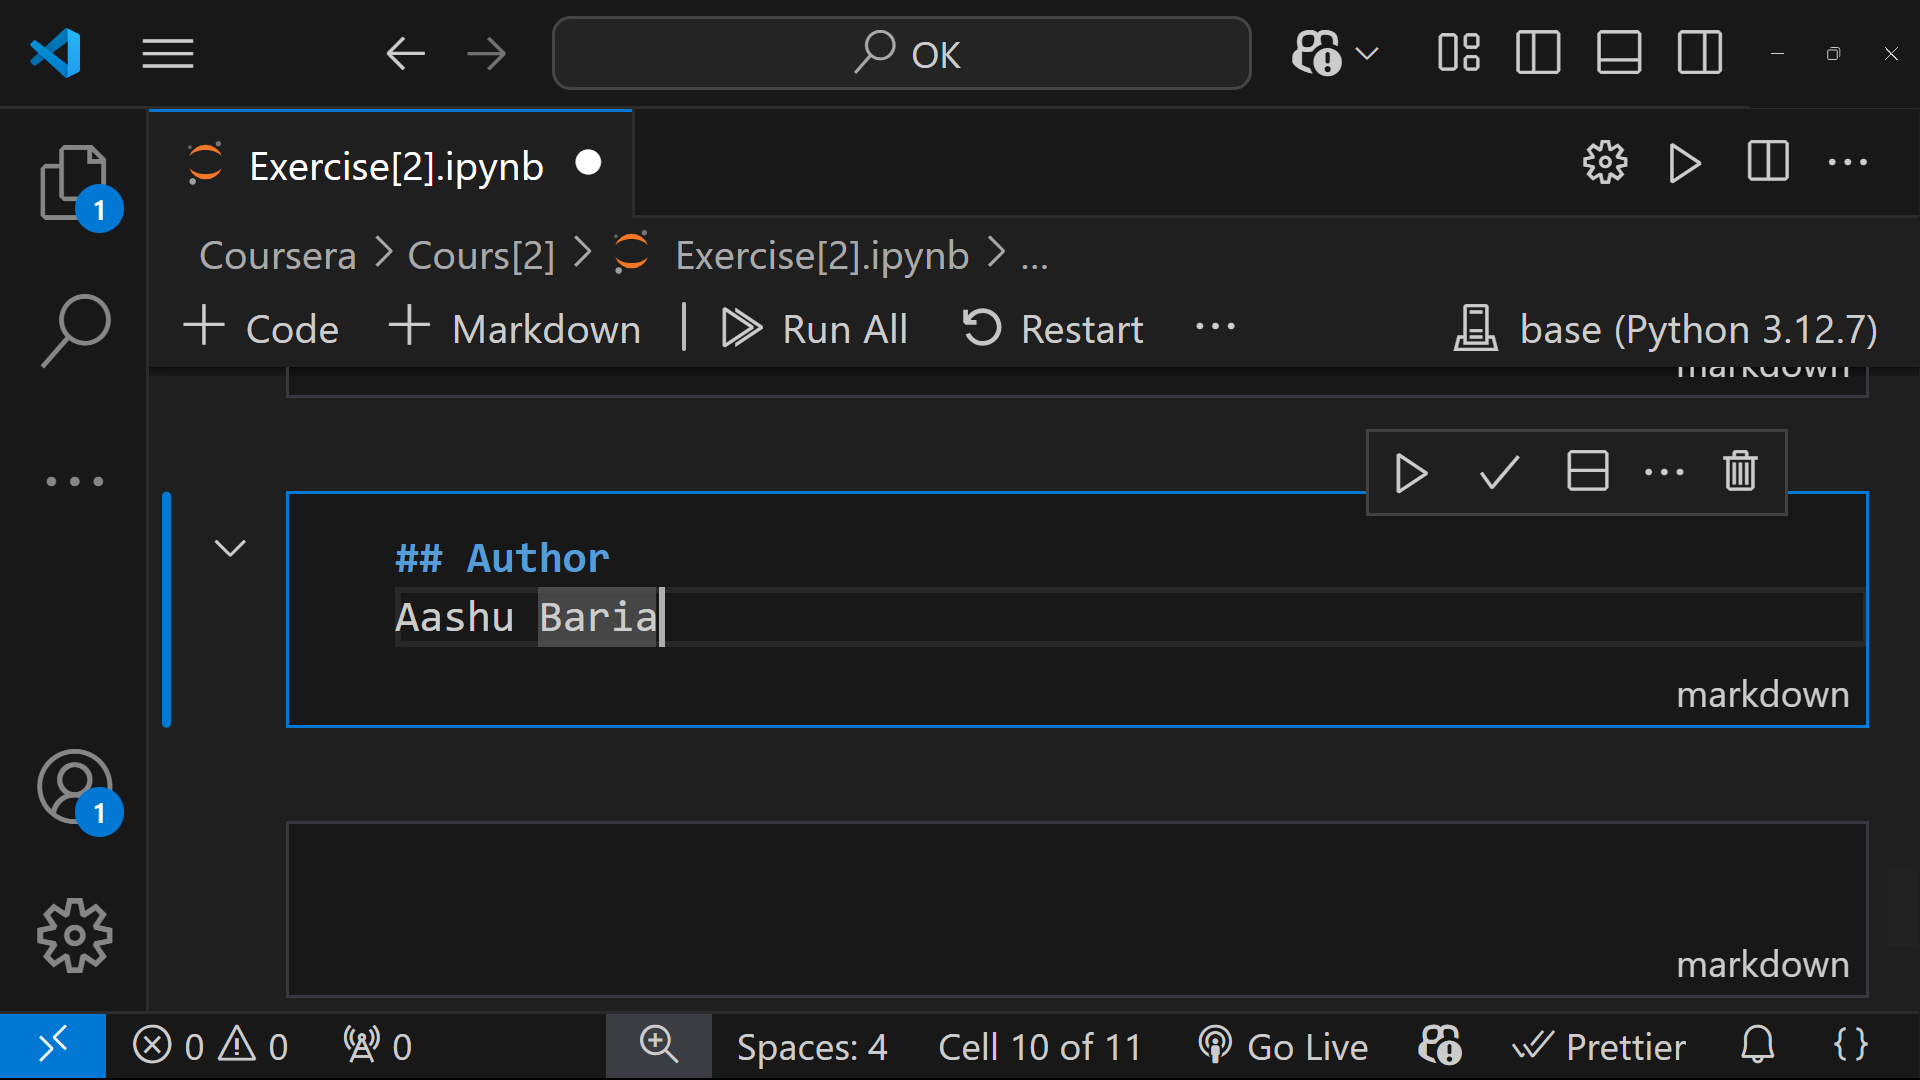 OK
Exercise[2].ipynb
1
Coursera > Cours[2] > Exercise[2].ipynb > ...
+ Code + Markdown | Run All Restart ... base (Python 3.12.7)
markdown
## Author
Aashu Baria
markdown
1
markdown
0 0 0 Spaces: 4 Cell 10 of 11 Go Live Prettier {}